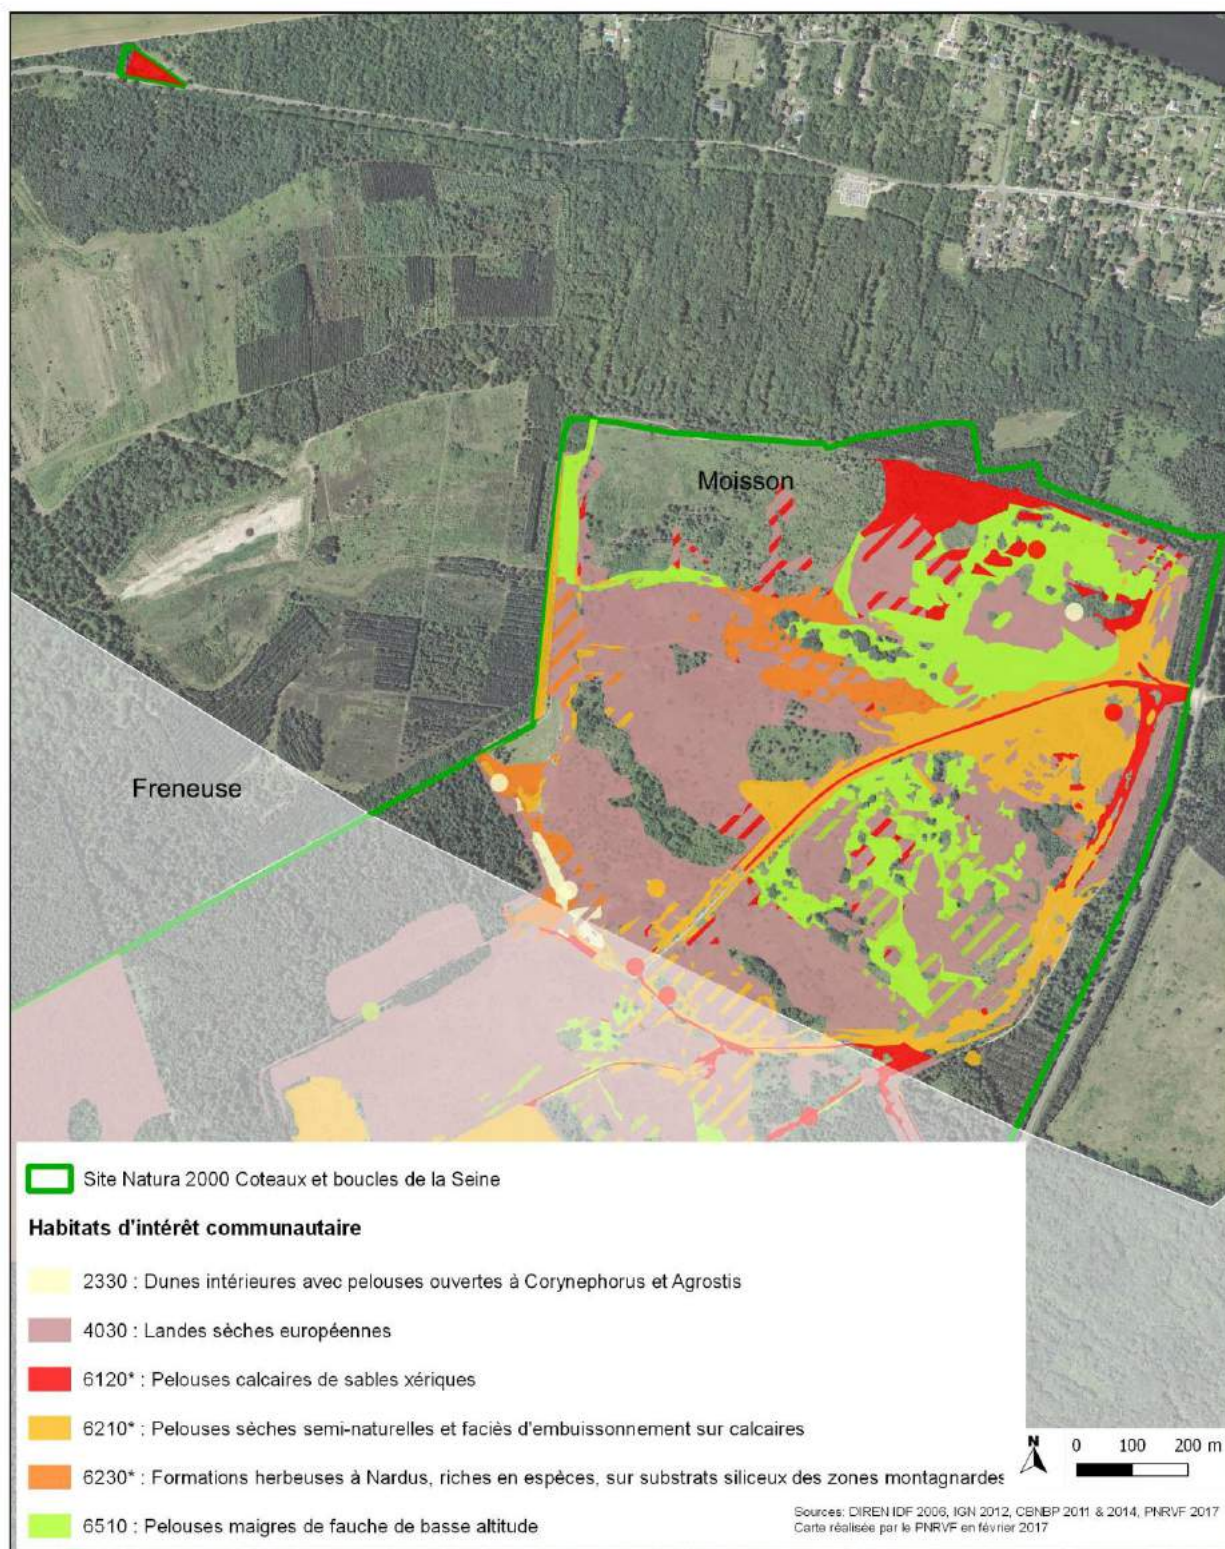 Moisson
Freneuse
Site Natura 2000 Coteaux et boucles de la Seine
Habitats d'intérêt communautaire
2330 : Dunes intérieures avec pelouses ouvertes à Corynephorus et Agrostis
4030 : Landes sèches européennes
6120* : Pelouses calcaires de sables xériques
6210* : Pelouses sèches semi-naturelles et faciès d'embuissonnement sur calcaires
6230* : Formations herbeuses à Nardus, riches en espèces, sur substrats siliceux des zones montagnardes
6510 : Pelouses maigres de fauche de basse altitude
N
0 100 200 m
Sources: DIREN IDF 2006, IGN 2012, CBNBP 2011 & 2014, PNRVF 2017
Carte réalisée par le PNRVF en février 2017